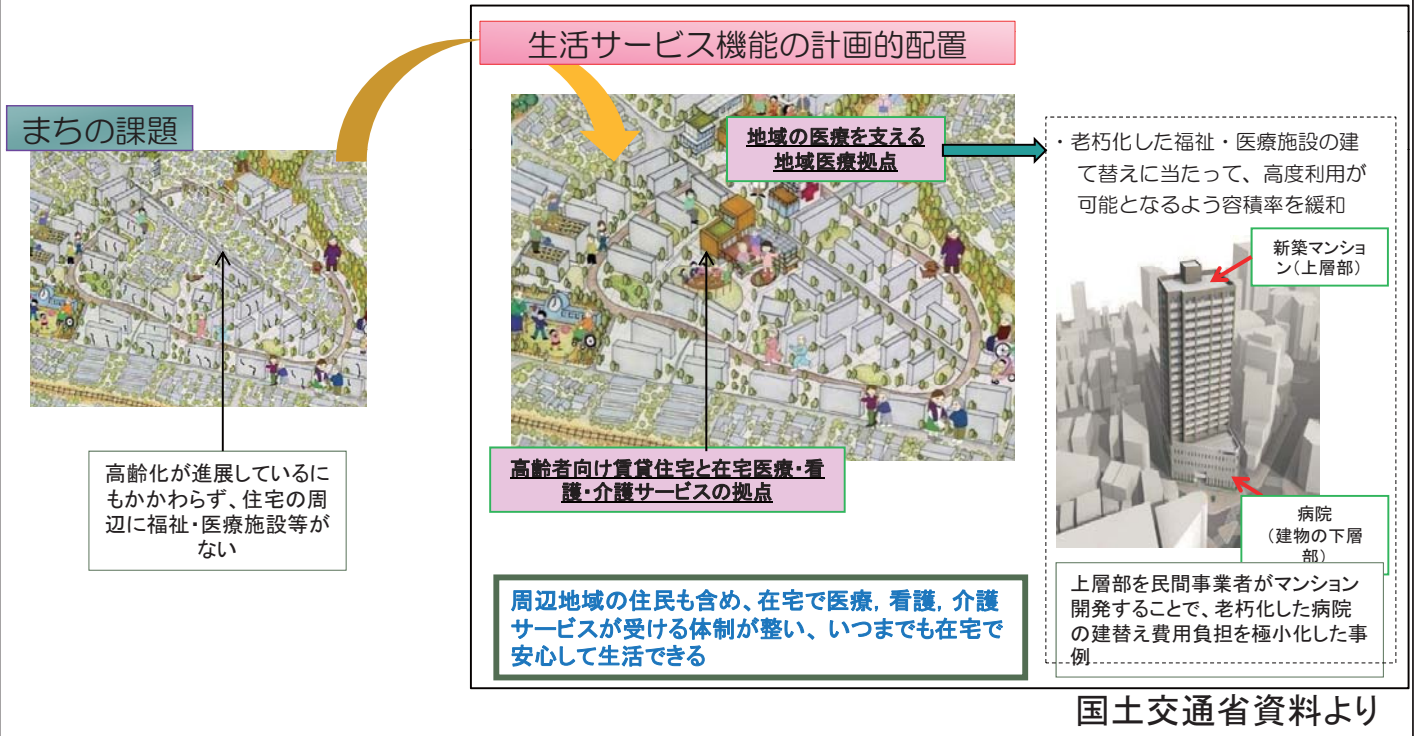 生活サービス機能の計画的配置
まちの課題
高齢化が進展しているに
もかかわらず、住宅の周
辺に福祉・医療施設等が
ない
地域の医療を支える
地域医療拠点
高齢者向け賃貸住宅と在宅医療・看
護・介護サービスの拠点
周辺地域の住民も含め、在宅で医療，看護，介護
サービスが受ける体制が整い、いつまでも在宅で
安心して生活できる
・老朽化した福祉・医療施設の建
て替えに当たって、高度利用が
可能となるよう容積率を緩和
新築マンショ
ン（上層部）
病院
（建物の下層
部）
上層部を民間事業者がマンション
開発することで、老朽化した病院
の建替え費用負担を極小化した事
例
国土交通省資料より